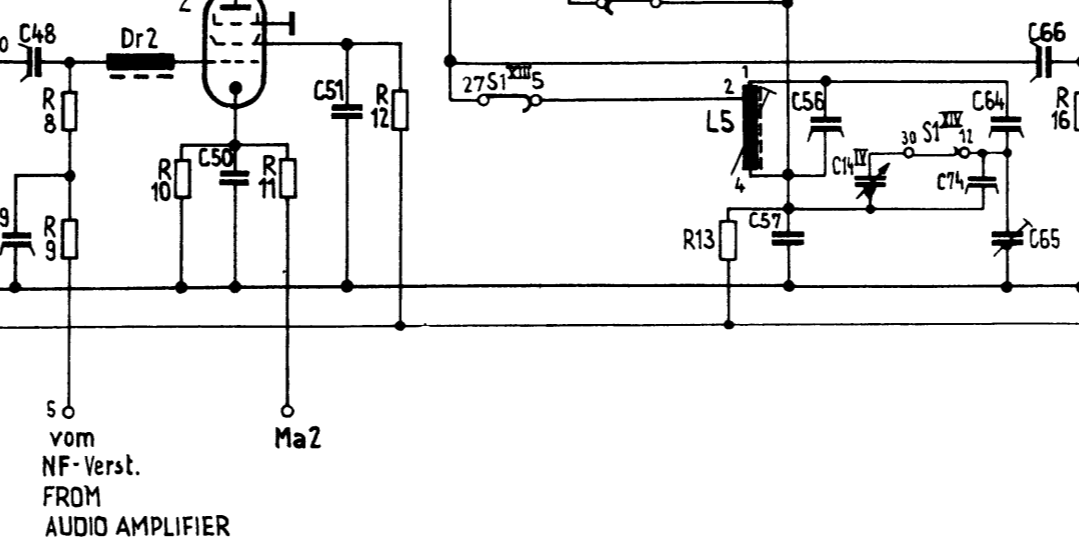 C48
Dr2
C66
27 S1 XIII 5
C51
R 12
R 8
1
2
L5
C56
C64
R 16
30 S1 XIV 12
C14 IV
C74
4
C50
R 10
R 11
9
R 9
R13
C57
C65
5
vom
NF-Verst.
FROM
AUDIO AMPLIFIER
Ma2